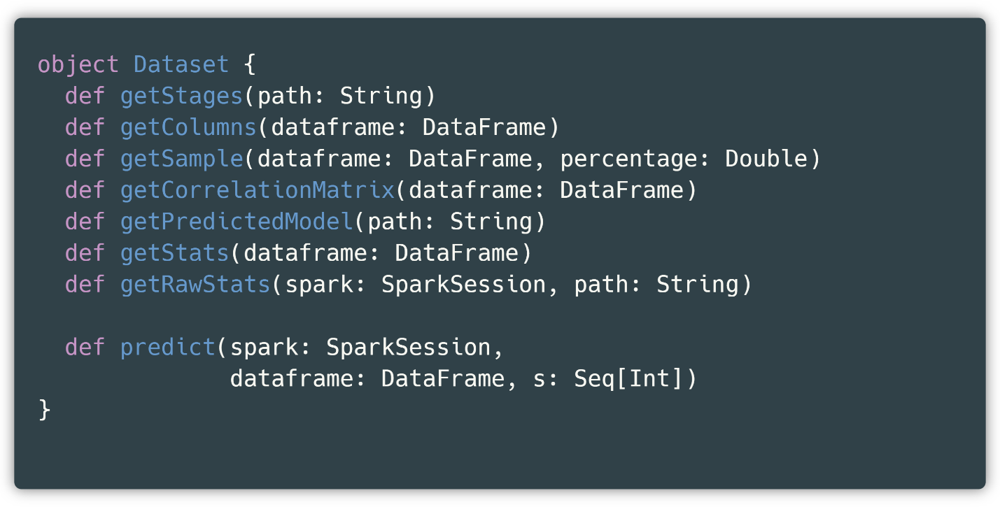 object Dataset {
  def getStages(path: String)
  def getColumns(dataframe: DataFrame)
  def getSample(dataframe: DataFrame, percentage: Double)
  def getCorrelationMatrix(dataframe: DataFrame)
  def getPredictedModel(path: String)
  def getStats(dataframe: DataFrame)
  def getRawStats(spark: SparkSession, path: String)

  def predict(spark: SparkSession,
              dataframe: DataFrame, s: Seq[Int])
}